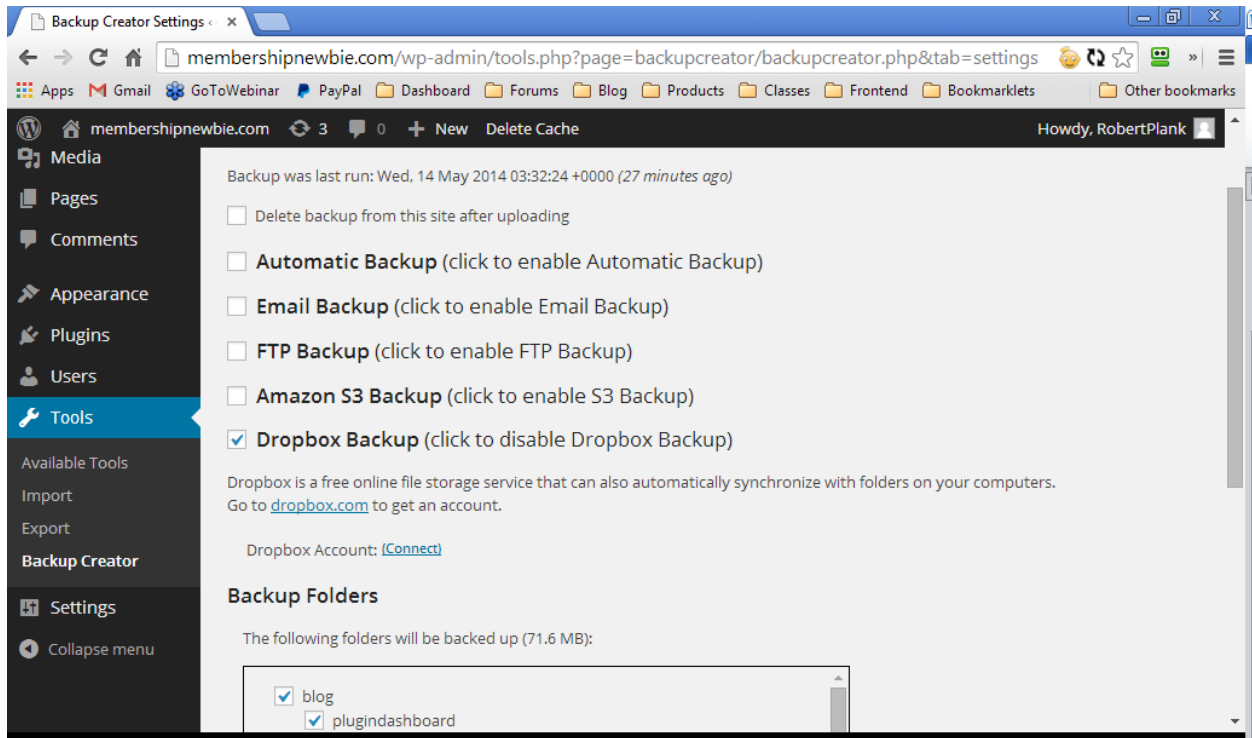 Backup Creator Settings ‹
membershipnewbie.com/wp-admin/tools.php?page=backupcreator/backupcreator.php&tab=settings
Apps Gmail GoToWebinar PayPal Dashboard Forums Blog Products Classes Frontend Bookmarklets Other bookmarks
membershipnewbie.com 3 0 + New Delete Cache Howdy, RobertPlank
Media
Pages
Comments
Appearance
Plugins
Users
Tools
Available Tools
Import
Export
Backup Creator
Settings
Collapse menu
Backup was last run: Wed, 14 May 2014 03:32:24 +0000 (27 minutes ago)
Delete backup from this site after uploading
Automatic Backup (click to enable Automatic Backup)
Email Backup (click to enable Email Backup)
FTP Backup (click to enable FTP Backup)
Amazon S3 Backup (click to enable S3 Backup)
Dropbox Backup (click to disable Dropbox Backup)
Dropbox is a free online file storage service that can also automatically synchronize with folders on your computers.
Go to dropbox.com to get an account.
Dropbox Account: (Connect)
Backup Folders
The following folders will be backed up (71.6 MB):
blog
plugindashboard